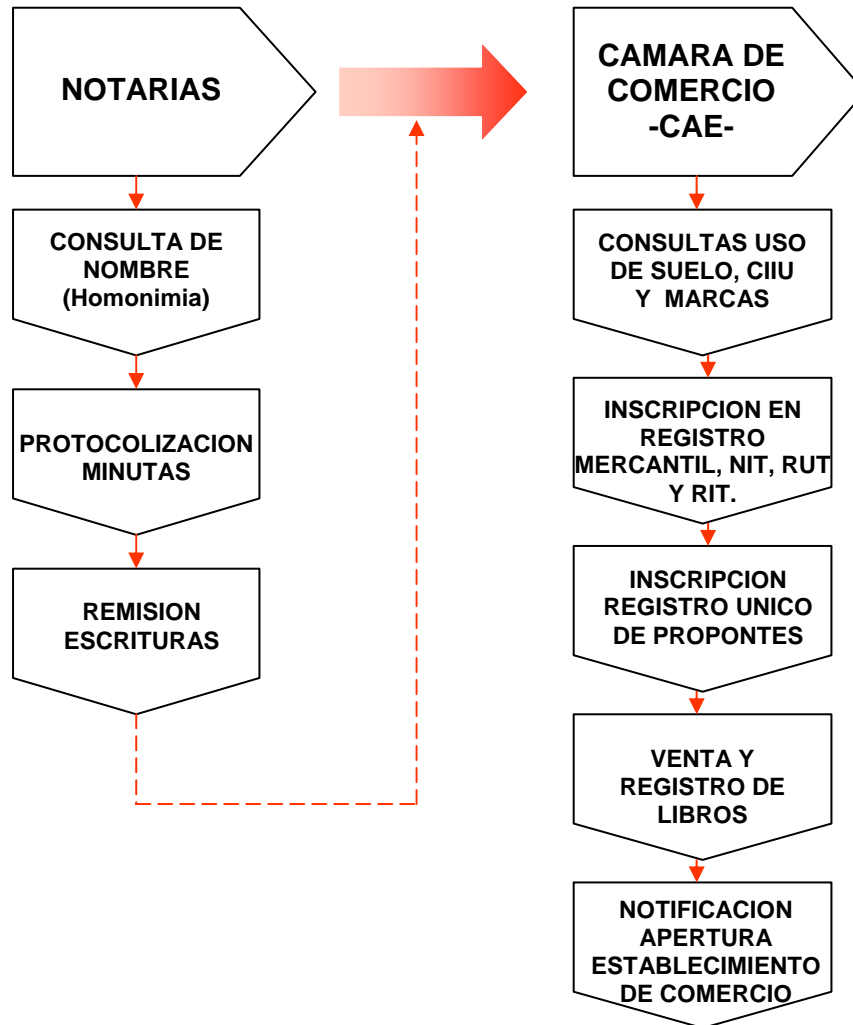 NOTARIAS
CONSULTA DE
NOMBRE
(Homonimia)
PROTOCOLIZACION
MINUTAS
REMISION
ESCRITURAS
CAMARA DE
COMERCIO
-CAE-
CONSULTAS USO
DE SUELO, CIIU
Y MARCAS
INSCRIPCION EN
REGISTRO
MERCANTIL, NIT, RUT
Y RIT.
INSCRIPCION
REGISTRO UNICO
DE PROPONTES
VENTA Y
REGISTRO DE
LIBROS
NOTIFICACION
APERTURA
ESTABLECIMIENTO
DE COMERCIO